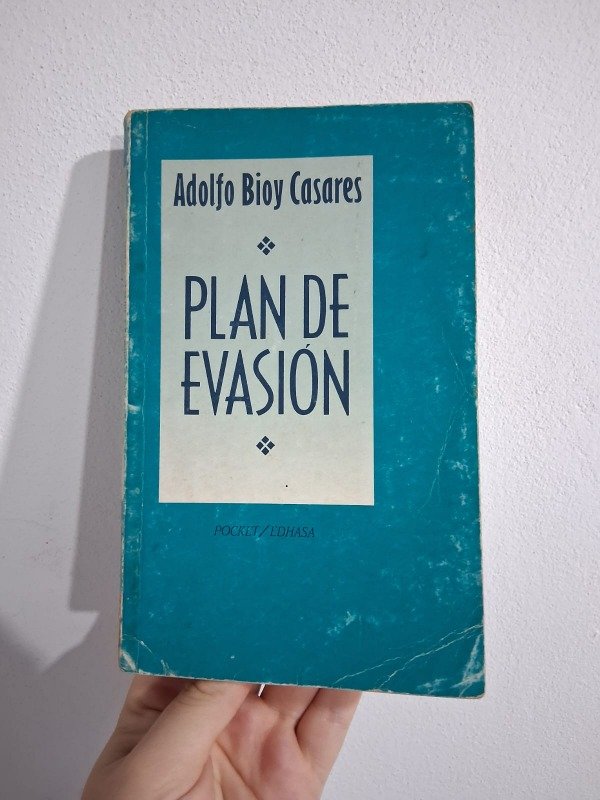 Adolfo Bioy Casares
PLAN DE
EVASIÓN
POCKET/EDHASA